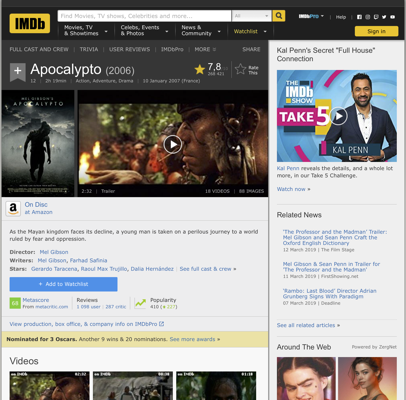 IMDb
Find Movies, TV shows, Celebrities and more...
All
Movies, TV & Showtimes
Celebs, Events & Photos
News & Community
Watchlist
IMDbPro
Help
Sign in
FULL CAST AND CREW | TRIVIA | USER REVIEWS | IMDbPro | MORE
SHARE
Apocalypto (2006)
2h 19min | Action, Adventure, Drama | 10 January 2007 (France)
7,8
Rate This
MEL GIBSON'S
APOCALYPTO
2:32 | Trailer
19 VIDEOS | 88 IMAGES
a
On Disc
at Amazon
As the Mayan kingdom faces its decline, a young man is taken on a perilous journey to a world
ruled by fear and oppression.
Director: Mel Gibson
Writers: Mel Gibson, Farhad Safinia
Stars: Gerardo Taracena, Raoul Max Trujillo, Dalia Hernández | See full cast & crew »
+ Add to Watchlist
68
Metascore
From metacritic.com
Reviews
1 098 user | 287 critic
Popularity
View production, box office, & company info on IMDbPro
Nominated for 3 Oscars. Another 9 wins & 20 nominations. See more awards »
Videos
Kal Penn's Secret "Full House"
Connection
THE
IMDb
SHOW
TAKE
5
KAL PENN
Kal Penn reveals the details, and a whole lot
more, in our Take 5 Challenge.
Watch now »
Related News
'The Professor and the Madman' Trailer:
Mel Gibson and Sean Penn Craft the
Oxford English Dictionary
12 March 2019 | The Film Stage
Mel Gibson & Sean Penn in Trailer for
'The Professor and the Madman'
11 March 2019 | FirstShowing.net
'Rambo: Last Blood' Director Adrian
Grunberg Signs With Paradigm
07 March 2019 | Deadline
See all related articles »
Around The Web
Powered by ZergNet